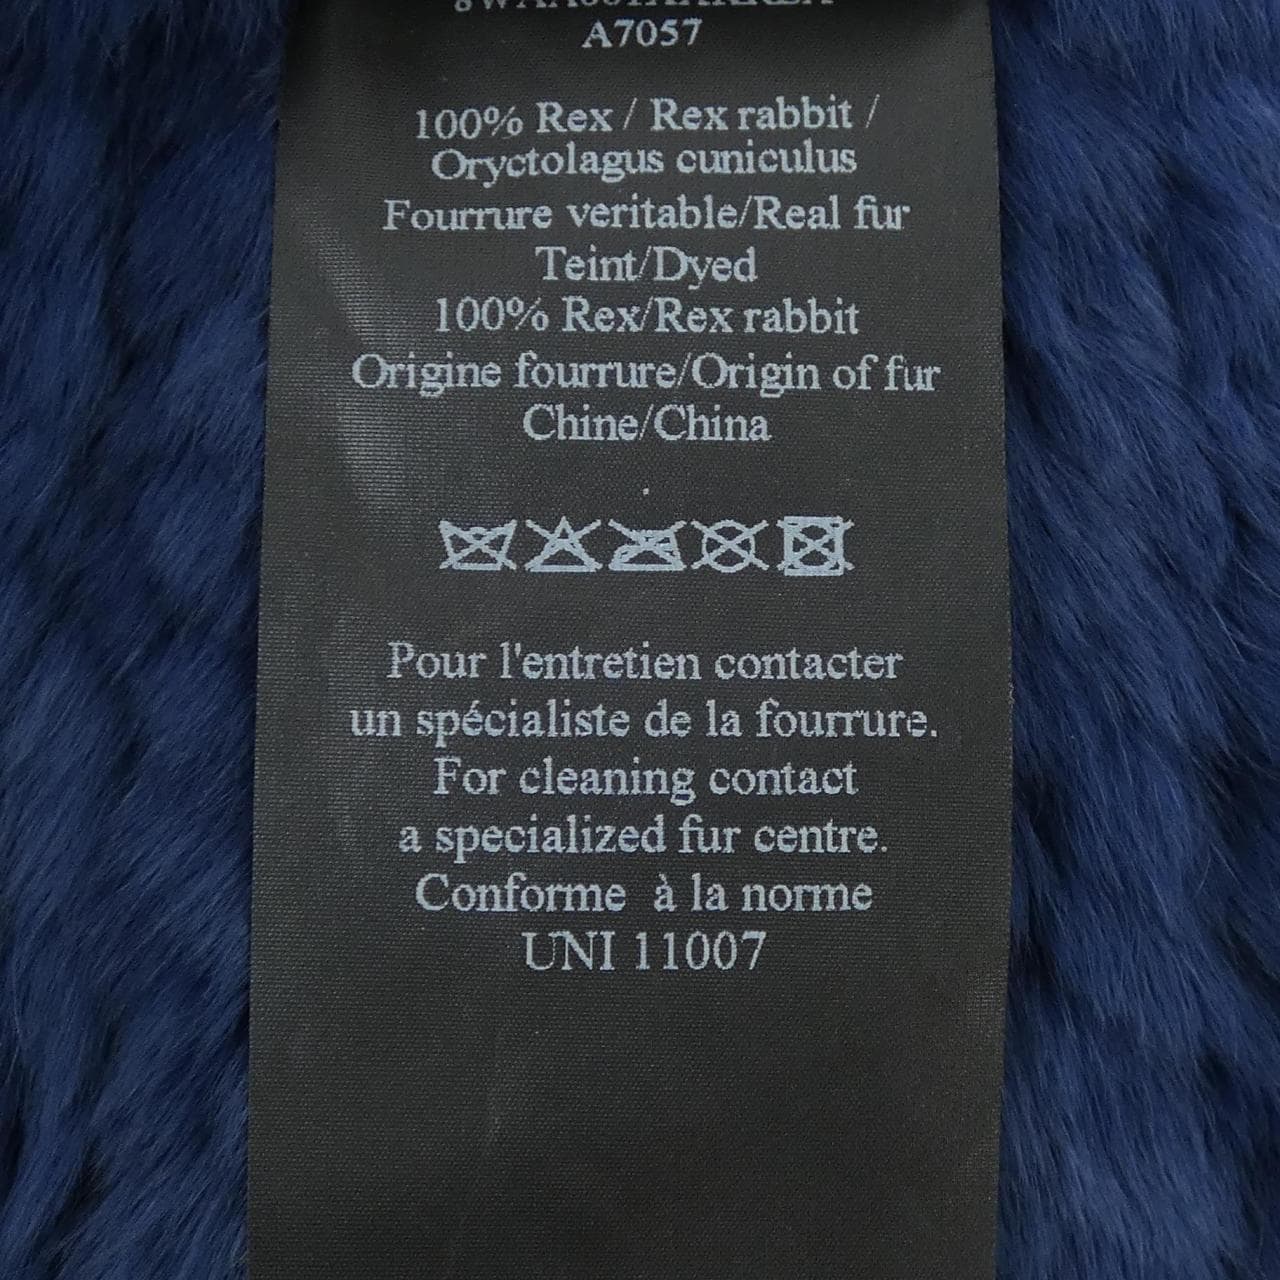 A7057
100% Rex / Rex rabbit /
Oryctolagus cuniculus
Fourrure veritable/Real fur
Teint/Dyed
100% Rex/Rex rabbit
Origine fourrure/Origin of fur
Chine/China
Pour l'entretien contacter
un spécialiste de la fourrure.
For cleaning contact
a specialized fur centre.
Conforme à la norme
UNI 11007